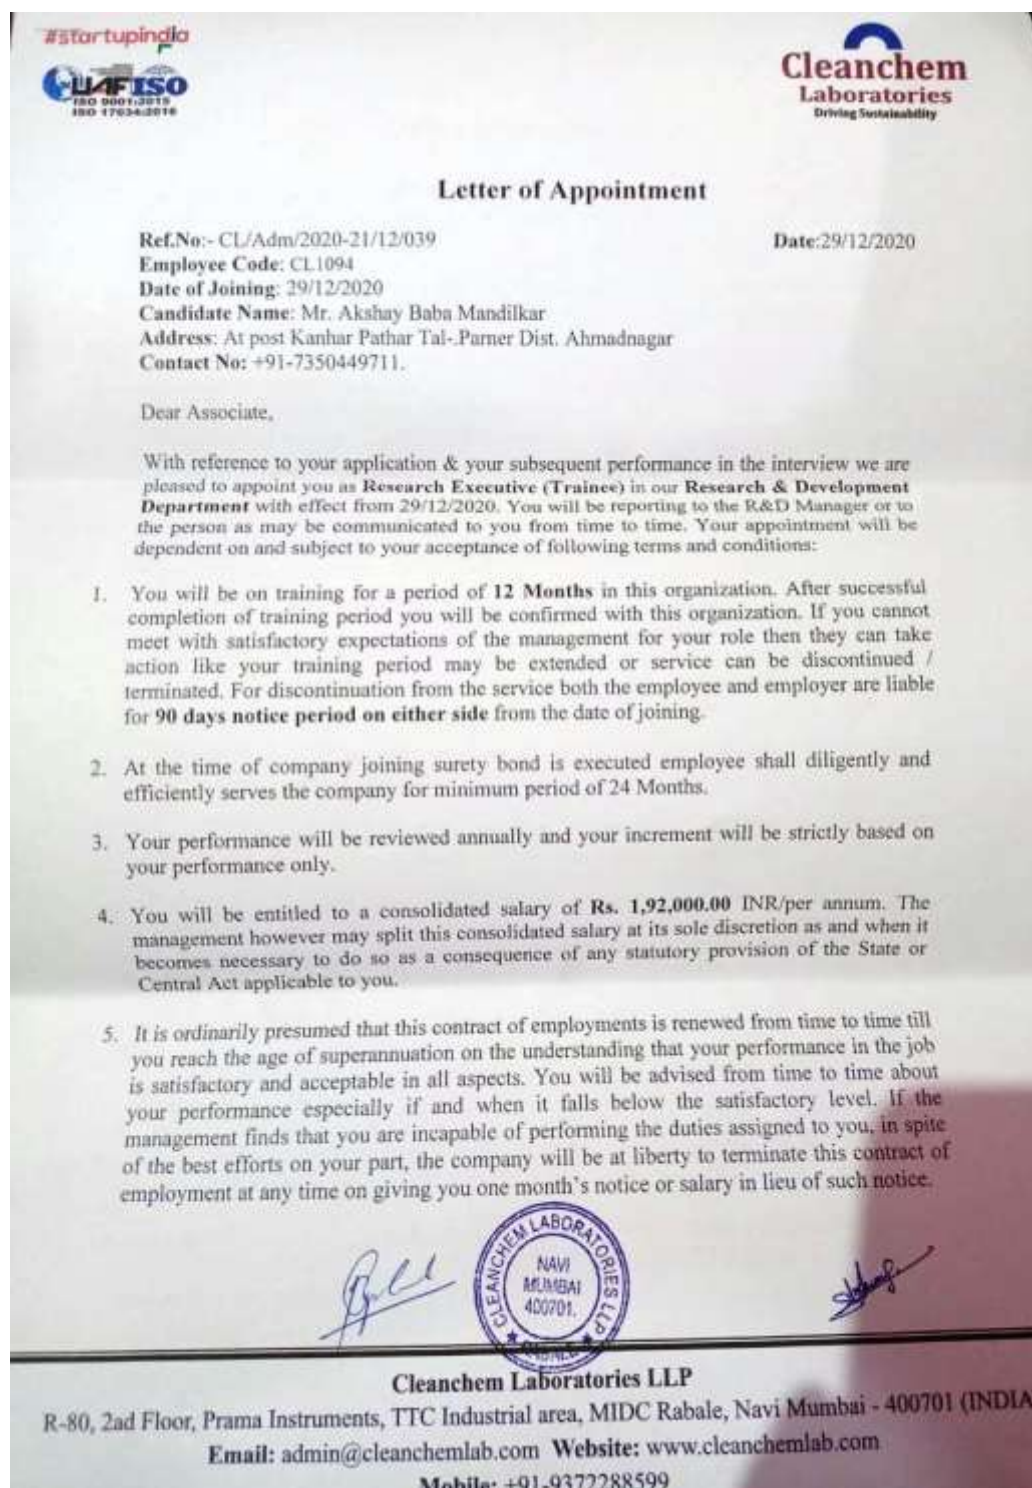 #startupindia
UAF ISO
ISO 9001:2015
ISO 17034:2016
Cleanchem
Laboratories
Driving Sustainability
Letter of Appointment
Ref.No:- CL/Adm/2020-21/12/039
Date:29/12/2020
Employee Code: CL1094
Date of Joining: 29/12/2020
Candidate Name: Mr. Akshay Baba Mandilkar
Address: At post Kanhar Pathar Tal-.Parner Dist. Ahmadnagar
Contact No: +91-7350449711.
Dear Associate,
With reference to your application & your subsequent performance in the interview we are
pleased to appoint you as Research Executive (Trainee) in our Research & Development
Department with effect from 29/12/2020. You will be reporting to the R&D Manager or to
the person as may be communicated to you from time to time. Your appointment will be
dependent on and subject to your acceptance of following terms and conditions:
1. You will be on training for a period of 12 Months in this organization. After successful
completion of training period you will be confirmed with this organization. If you cannot
meet with satisfactory expectations of the management for your role then they can take
action like your training period may be extended or service can be discontinued /
terminated. For discontinuation from the service both the employee and employer are liable
for 90 days notice period on either side from the date of joining.
2. At the time of company joining surety bond is executed employee shall diligently and
efficiently serves the company for minimum period of 24 Months.
3. Your performance will be reviewed annually and your increment will be strictly based on
your performance only.
4. You will be entitled to a consolidated salary of Rs. 1,92,000.00 INR/per annum. The
management however may split this consolidated salary at its sole discretion as and when it
becomes necessary to do so as a consequence of any statutory provision of the State or
Central Act applicable to you.
5. It is ordinarily presumed that this contract of employments is renewed from time to time till
you reach the age of superannuation on the understanding that your performance in the job
is satisfactory and acceptable in all aspects. You will be advised from time to time about
your performance especially if and when it falls below the satisfactory level. If the
management finds that you are incapable of performing the duties assigned to you, in spite
of the best efforts on your part, the company will be at liberty to terminate this contract of
employment at any time on giving you one month's notice or salary in lieu of such notice.
CLEANCHEM LABORATORIES LLP
NAVI
MUMBAI
400701.
Cleanchem Laboratories LLP
R-80, 2ad Floor, Prama Instruments, TTC Industrial area, MIDC Rabale, Navi Mumbai - 400701 (INDIA
Email: admin@cleanchemlab.com Website: www.cleanchemlab.com
Mobile: +91-9372288599